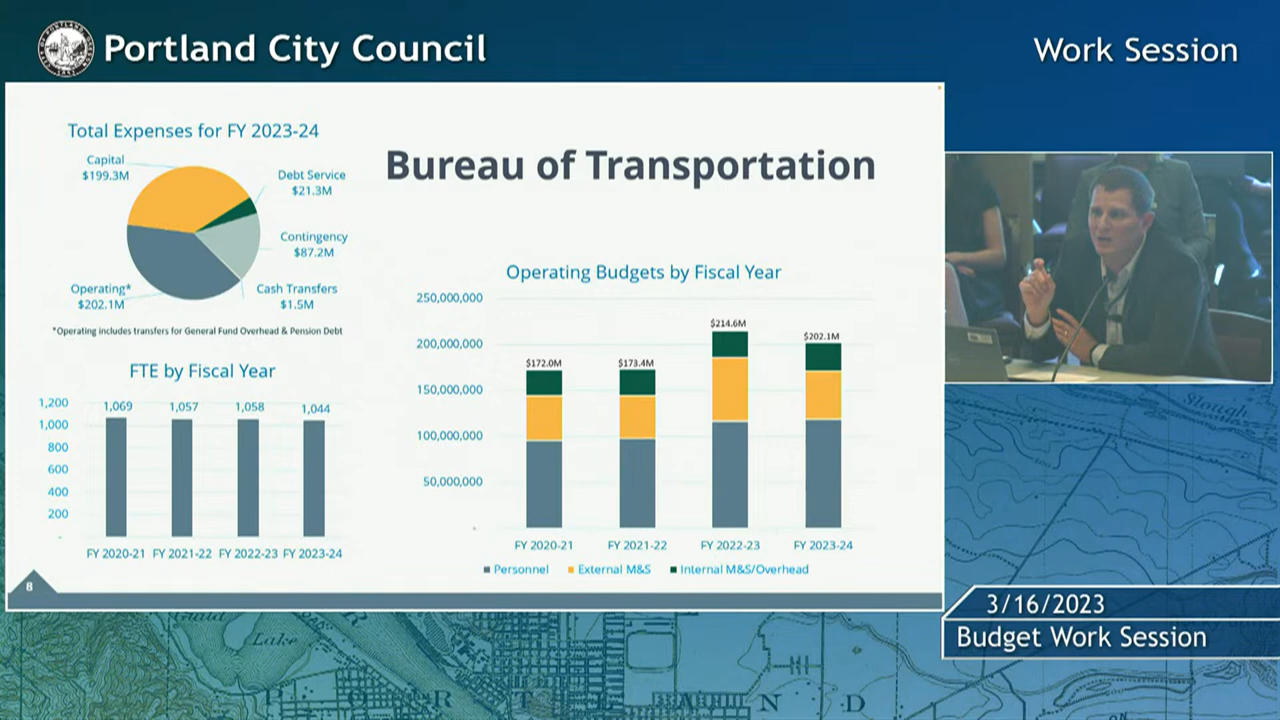 Portland City Council
Work Session
Total Expenses for FY 2023-24
Capital
$199.3M
Debt Service
$21.3M
Contingency
$87.2M
Cash Transfers
$1.5M
Operating*
$202.1M
*Operating includes transfers for General Fund Overhead & Pension Debt
Bureau of Transportation
FTE by Fiscal Year
1,200
1,000
800
600
400
200
-
1,069
1,057
1,058
1,044
FY 2020-21
FY 2021-22
FY 2022-23
FY 2023-24
Operating Budgets by Fiscal Year
250,000,000
200,000,000
150,000,000
100,000,000
50,000,000
-
$172.0M
$173.4M
$214.6M
$202.1M
FY 2020-21
FY 2021-22
FY 2022-23
FY 2023-24
Personnel
External M&S
Internal M&S/Overhead
8
3/16/2023
Budget Work Session
Slough
Guild
Lake
R T L A N D